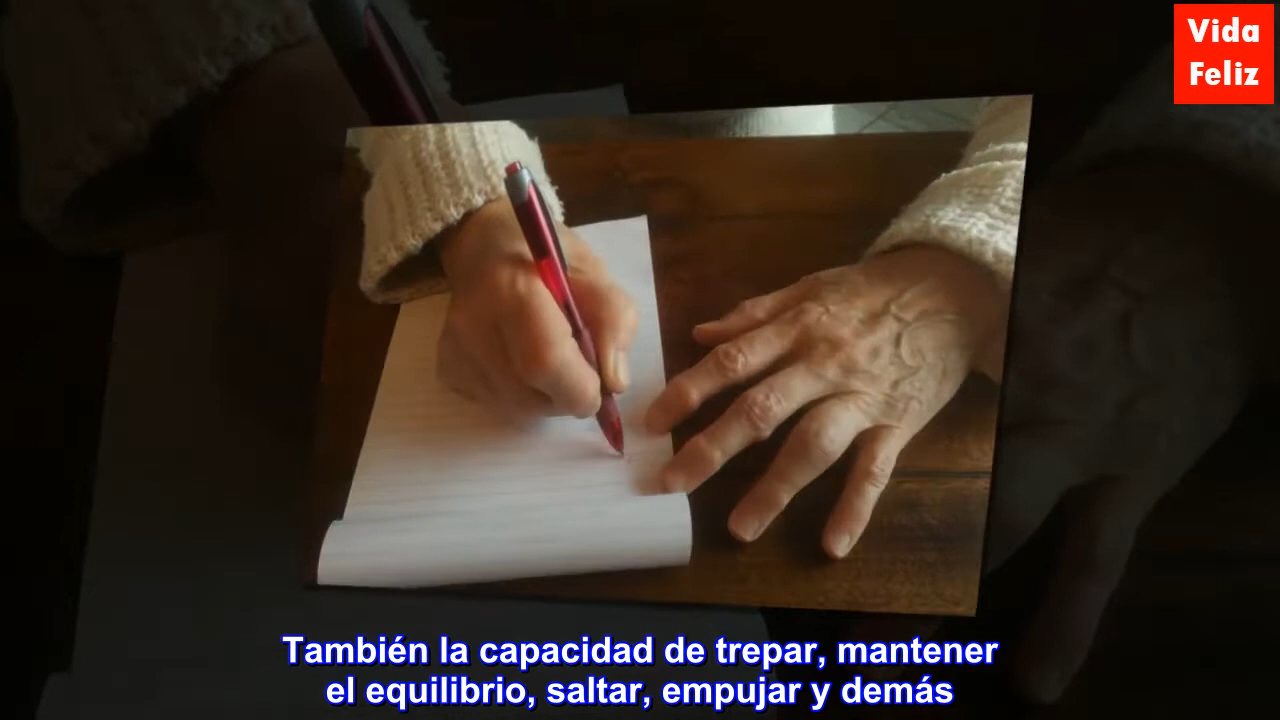 Vida
Feliz
También la capacidad de trepar, mantener
el equilibrio, saltar, empujar y demás